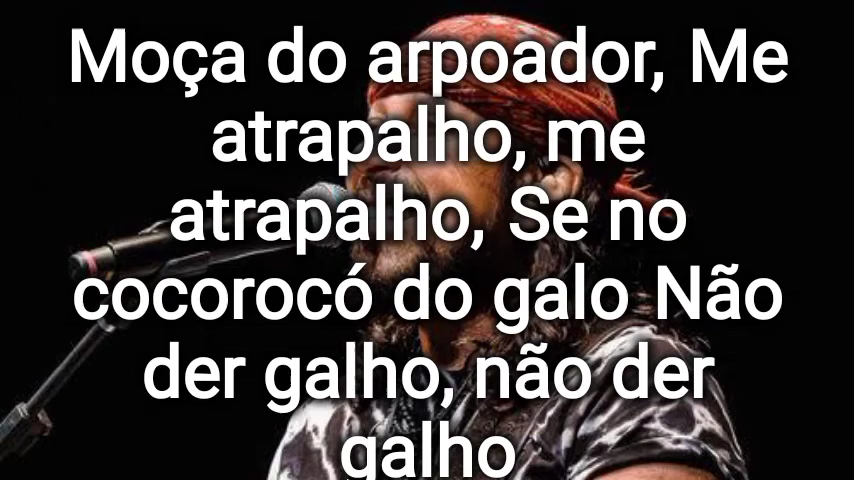 Moça do arpoador, Me
atrapalho, me
atrapalho, Se no
cocorocó do galo Não
der galho, não der
galho